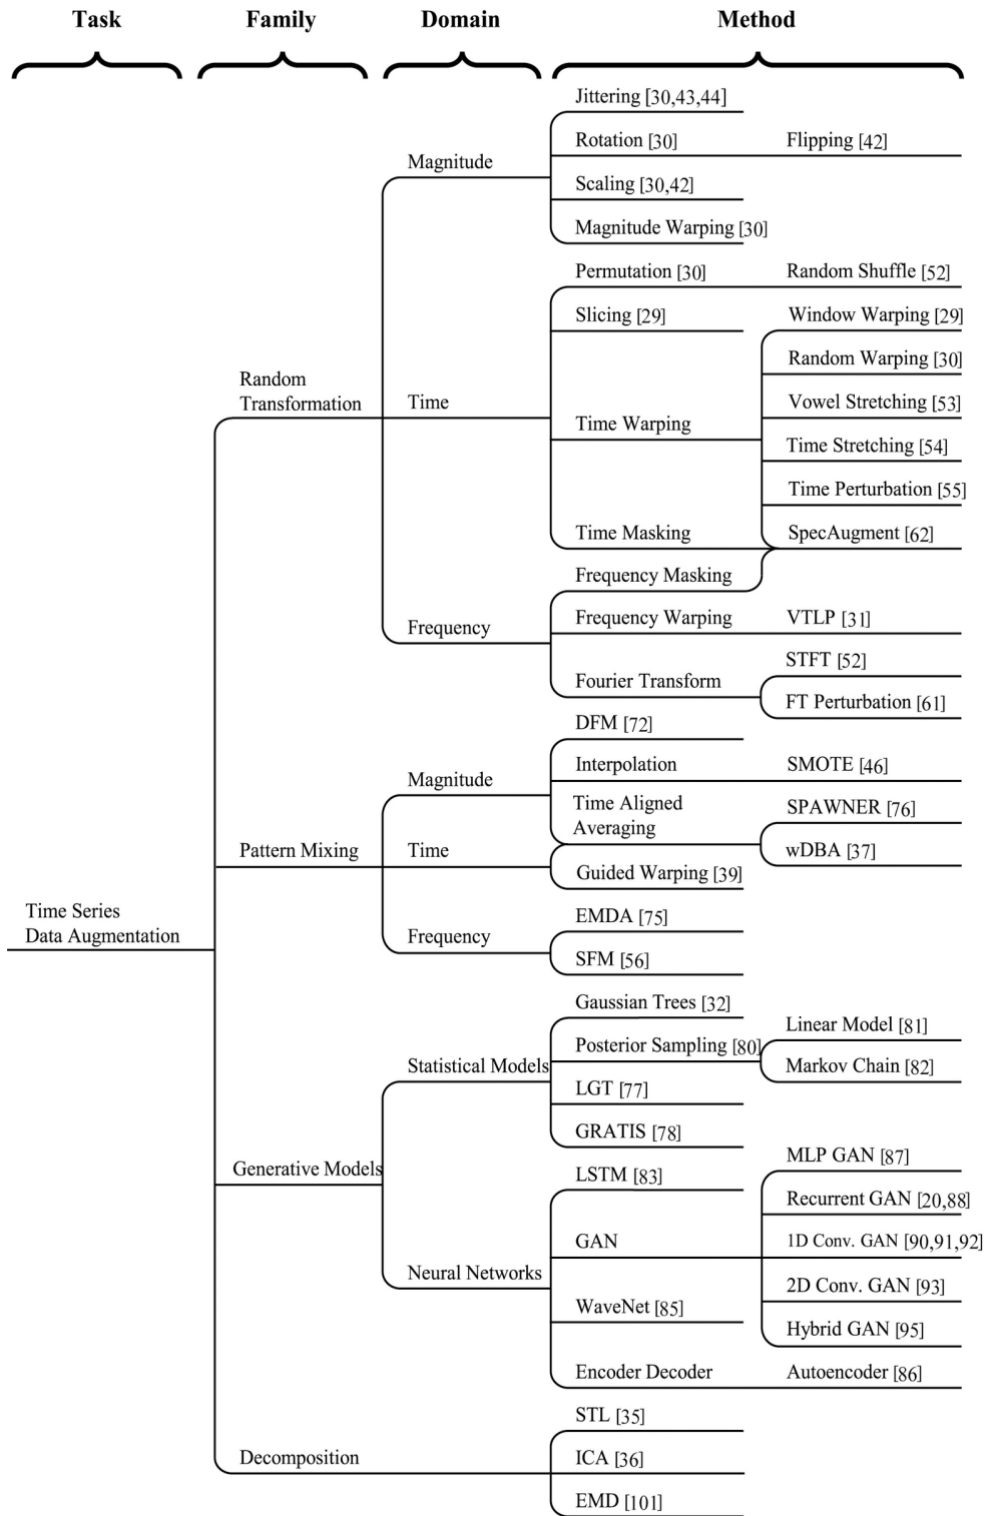 Task
Family
Domain
Method
Jittering [30,43,44]
Rotation [30]
Flipping [42]
Magnitude
Scaling [30,42]
Magnitude Warping [30]
Permutation [30]
Random Shuffle [52]
Slicing [29]
Window Warping [29]
Random Warping [30]
Random
Transformation
Time
Vowel Stretching [53]
Time Warping
Time Stretching [54]
Time Perturbation [55]
Time Masking
SpecAugment [62]
Frequency Masking
Frequency
Frequency Warping
VTLP [31]
STFT [52]
Fourier Transform
FT Perturbation [61]
DFM [72]
Magnitude
Interpolation
SMOTE [46]
Time Aligned
Averaging
SPAWNER [76]
Pattern Mixing
Time
wDBA [37]
Guided Warping [39]
Time Series
Data Augmentation
EMDA [75]
Frequency
SFM [56]
Gaussian Trees [32]
Linear Model [81]
Posterior Sampling [80]
Statistical Models
Markov Chain [82]
LGT [77]
GRATIS [78]
Generative Models
MLP GAN [87]
LSTM [83]
Recurrent GAN [20,88]
GAN
1D Conv. GAN [90,91,92]
Neural Networks
2D Conv. GAN [93]
WaveNet [85]
Hybrid GAN [95]
Encoder Decoder
Autoencoder [86]
STL [35]
Decomposition
ICA [36]
EMD [101]